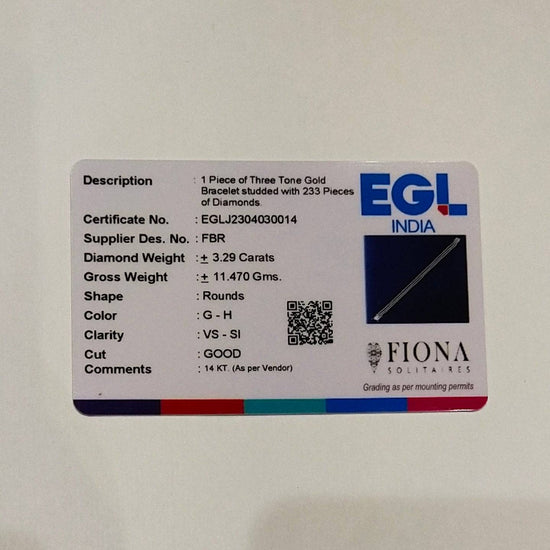 Description : 1 Piece of Three Tone Gold
Bracelet studded with 233 Pieces
of Diamonds.
Certificate No. : EGLJ2304030014
Supplier Des. No. : FBR
Diamond Weight : ± 3.29 Carats
Gross Weight : ± 11.470 Gms.
Shape : Rounds
Color : G - H
Clarity : VS - SI
Cut : GOOD
Comments : 14 KT. (As per Vendor)
EGL
INDIA
FIONA
SOLITAIRES
Grading as per mounting permits